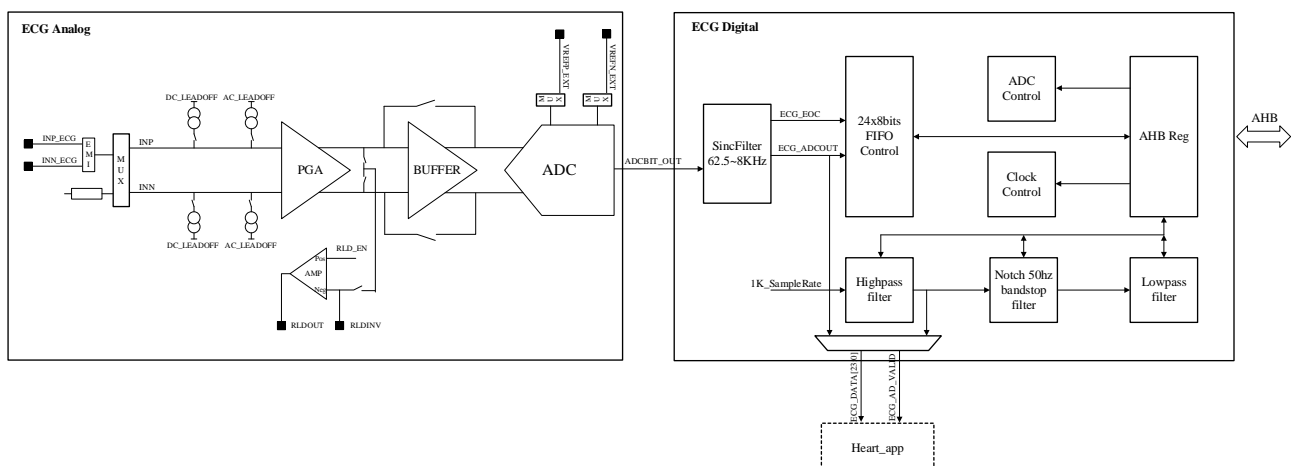 ECG Analog
VREFP_EXT
VREFN_EXT
MUX
MUX
DC_LEADOFF
AC_LEADOFF
INP_ECG
INN_ECG
EMI
MUX
INP
INN
PGA
BUFFER
ADC
ADCBIT_OUT
DC_LEADOFF
AC_LEADOFF
RLD_EN
Pos
AMP
Neg
RLDOUT
RLDINV
ECG Digital
SincFilter
62.5~8KHz
ECG_EOC
ECG_ADCOUT
24x8bits
FIFO
Control
ADC
Control
Clock
Control
AHB Reg
AHB
1K_SampleRate
Highpass
filter
Notch 50hz
bandstop
filter
Lowpass
filter
ECG_DATA[23:0]
ECG_AD_VALID
Heart_app